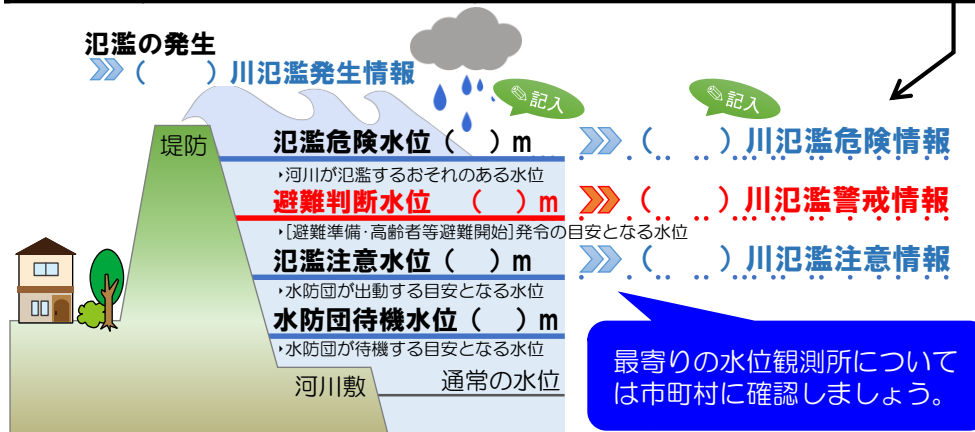 氾濫の発生
（　　）川氾濫発生情報
記入
記入
堤防
氾濫危険水位（　）m
（　　）川氾濫危険情報
・河川が氾濫するおそれのある水位
避難判断水位　（　）m
（　　）川氾濫警戒情報
・[避難準備・高齢者等避難開始]発令の目安となる水位
氾濫注意水位（　）m
（　　）川氾濫注意情報
・水防団が出動する目安となる水位
水防団待機水位（　）m
・水防団が待機する目安となる水位
河川敷
通常の水位
最寄りの水位観測所について
は市町村に確認しましょう。